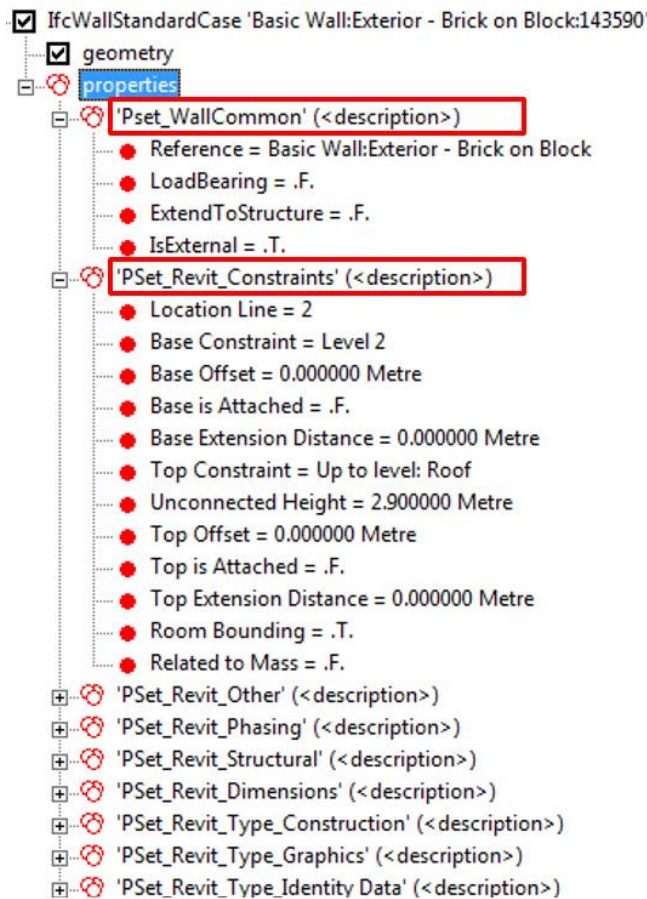 IfcWallStandardCase 'Basic Wall:Exterior - Brick on Block:143590'
geometry
properties
'Pset_WallCommon' (<description>)
Reference = Basic Wall:Exterior - Brick on Block
LoadBearing = .F.
ExtendToStructure = .F.
IsExternal = .T.
'PSet_Revit_Constraints' (<description>)
Location Line = 2
Base Constraint = Level 2
Base Offset = 0.000000 Metre
Base is Attached = .F.
Base Extension Distance = 0.000000 Metre
Top Constraint = Up to level: Roof
Unconnected Height = 2.900000 Metre
Top Offset = 0.000000 Metre
Top is Attached = .F.
Top Extension Distance = 0.000000 Metre
Room Bounding = .T.
Related to Mass = .F.
'PSet_Revit_Other' (<description>)
'PSet_Revit_Phasing' (<description>)
'PSet_Revit_Structural' (<description>)
'PSet_Revit_Dimensions' (<description>)
'PSet_Revit_Type_Construction' (<description>)
'PSet_Revit_Type_Graphics' (<description>)
'PSet_Revit_Type_Identity Data' (<description>)